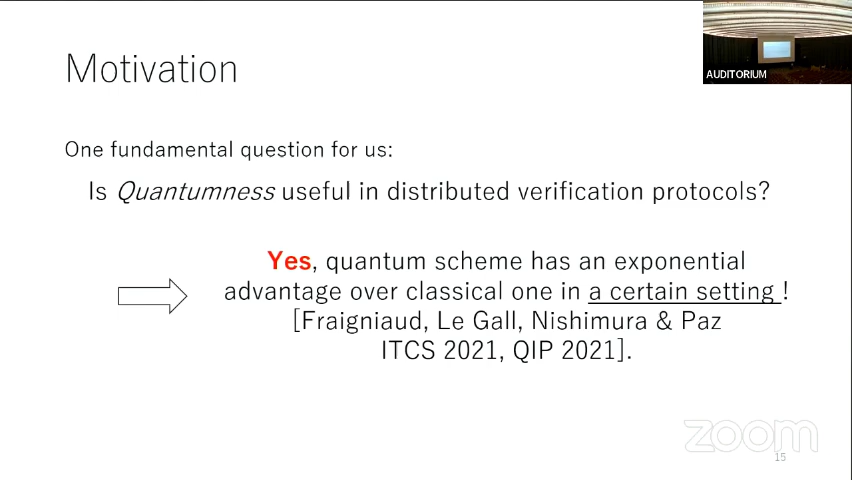 Motivation
AUDITORIUM
One fundamental question for us:
Is Quantumness useful in distributed verification protocols?
Yes, quantum scheme has an exponential
advantage over classical one in a certain setting !
[Fraigniaud, Le Gall, Nishimura & Paz
ITCS 2021, QIP 2021].
zoom
15